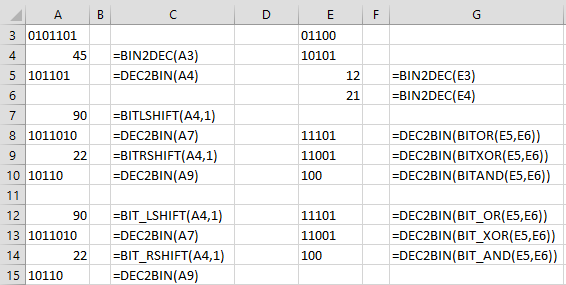 A B C D E F G
3 0101101 01100
4 45 =BIN2DEC(A3) 10101
5 101101 =DEC2BIN(A4) 12 =BIN2DEC(E3)
6 21 =BIN2DEC(E4)
7 90 =BITLSHIFT(A4,1)
8 1011010 =DEC2BIN(A7) 11101 =DEC2BIN(BITOR(E5,E6))
9 22 =BITRSHIFT(A4,1) 11001 =DEC2BIN(BITXOR(E5,E6))
10 10110 =DEC2BIN(A9) 100 =DEC2BIN(BITAND(E5,E6))
11
12 90 =BIT_LSHIFT(A4,1) 11101 =DEC2BIN(BIT_OR(E5,E6))
13 1011010 =DEC2BIN(A7) 11001 =DEC2BIN(BIT_XOR(E5,E6))
14 22 =BIT_RSHIFT(A4,1) 100 =DEC2BIN(BIT_AND(E5,E6))
15 10110 =DEC2BIN(A9)